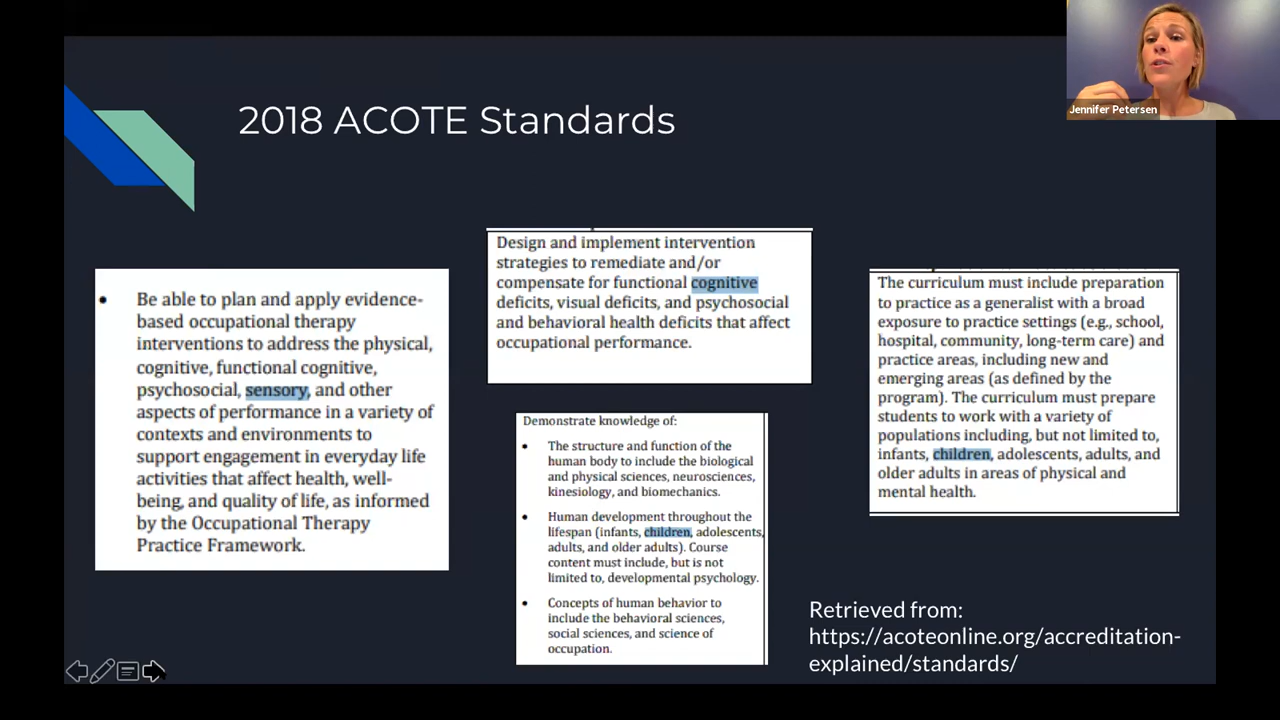 Jennifer Petersen
2018 ACOTE Standards
• Be able to plan and apply evidence-
based occupational therapy
interventions to address the physical,
cognitive, functional cognitive,
psychosocial, sensory, and other
aspects of performance in a variety of
contexts and environments to
support engagement in everyday life
activities that affect health, well-
being, and quality of life, as informed
by the Occupational Therapy
Practice Framework.
Design and implement intervention
strategies to remediate and/or
compensate for functional cognitive
deficits, visual deficits, and psychosocial
and behavioral health deficits that affect
occupational performance.
Demonstrate knowledge of:
• The structure and function of the
human body to include the biological
and physical sciences, neurosciences,
kinesiology, and biomechanics.
• Human development throughout the
lifespan (infants, children, adolescents,
adults, and older adults). Course
content must include, but is not
limited to, developmental psychology.
• Concepts of human behavior to
include the behavioral sciences,
social sciences, and science of
occupation.
The curriculum must include preparation
to practice as a generalist with a broad
exposure to practice settings (e.g., school,
hospital, community, long-term care) and
practice areas, including new and
emerging areas (as defined by the
program). The curriculum must prepare
students to work with a variety of
populations including, but not limited to,
infants, children, adolescents, adults, and
older adults in areas of physical and
mental health.
Retrieved from:
https://acoteonline.org/accreditation-
explained/standards/